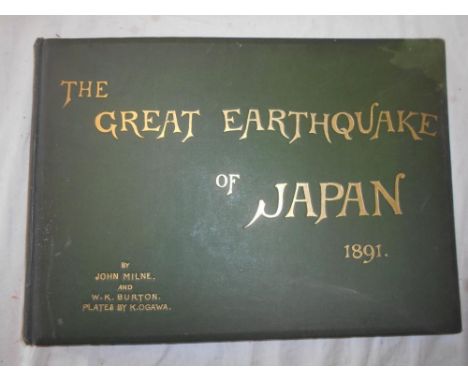 THE
GREAT EARTHQUAKE
OF JAPAN
1891.
BY
JOHN MILNE.
AND
W.K. BURTON.
PLATES BY K.OGAWA.